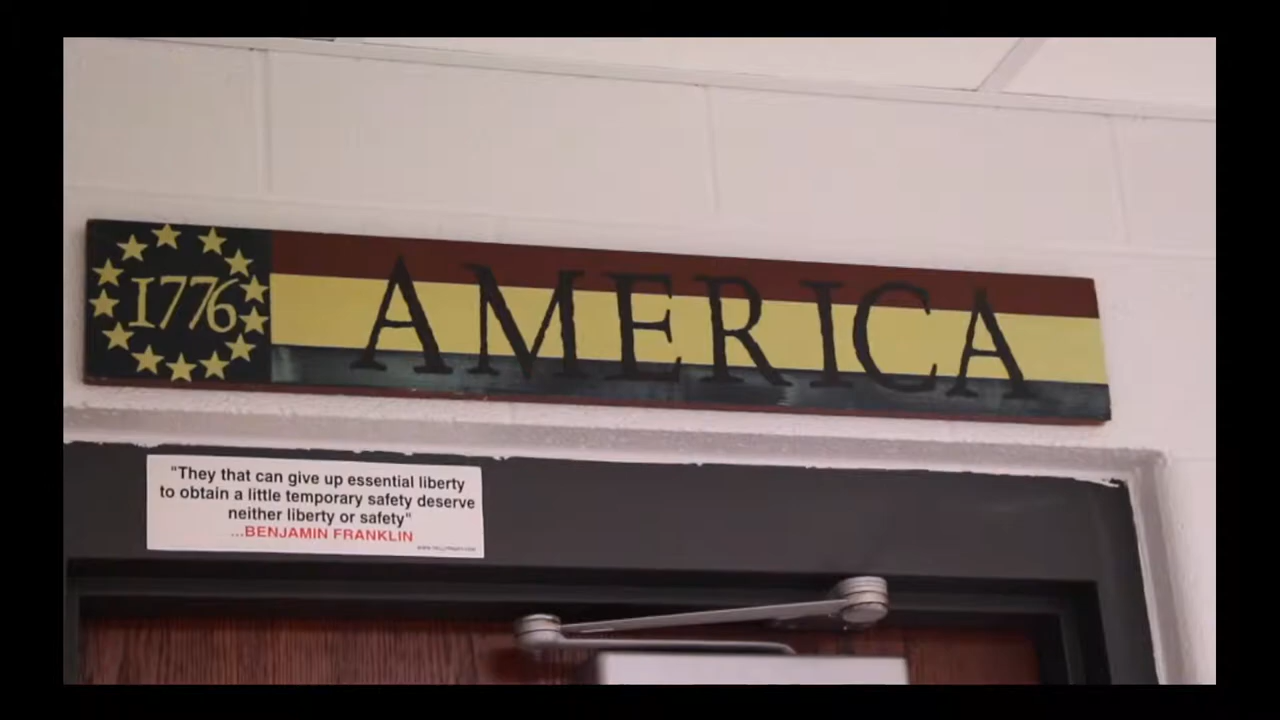 1776
AMERICA
"They that can give up essential liberty
to obtain a little temporary safety deserve
neither liberty or safety"
...BENJAMIN FRANKLIN